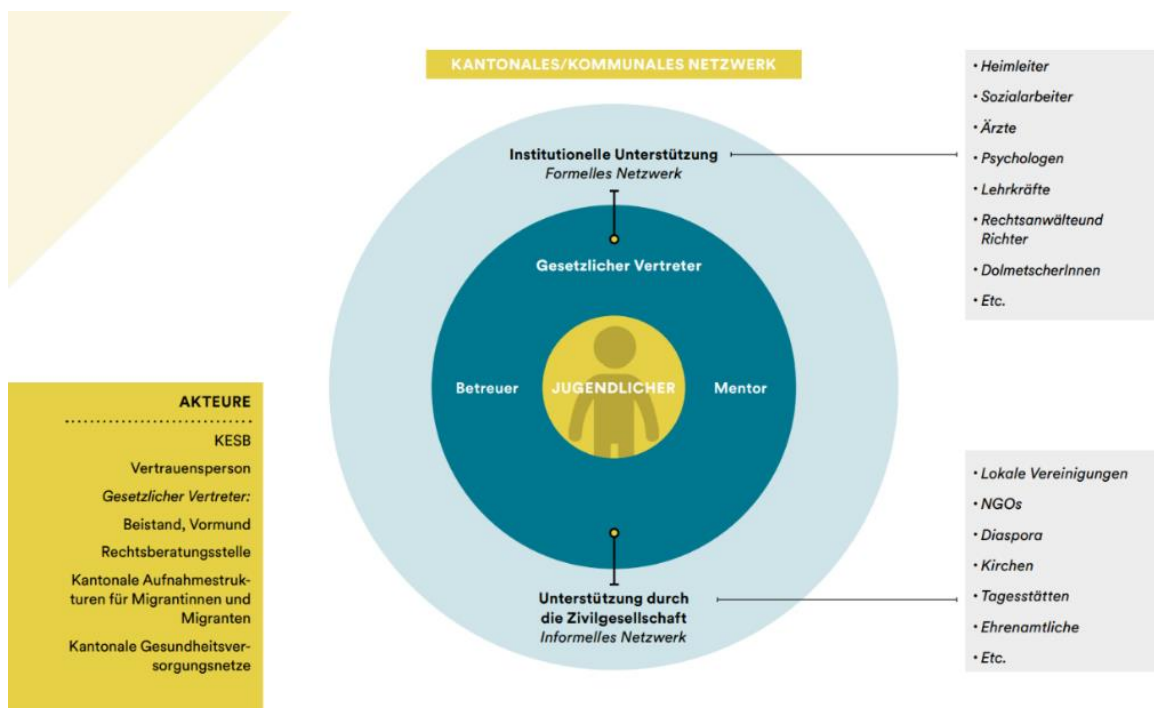 KANTONALES/KOMMUNALES NETZWERK
Institutionelle Unterstützung
Formelles Netzwerk
Gesetzlicher Vertreter
Betreuer
JUGENDLICHER
Mentor
Unterstützung durch
die Zivilgesellschaft
Informelles Netzwerk
• Heimleiter
• Sozialarbeiter
• Ärzte
• Psychologen
• Lehrkräfte
• Rechtsanwälteund
Richter
• DolmetscherInnen
• Etc.
• Lokale Vereinigungen
• NGOs
• Diaspora
• Kirchen
• Tagesstätten
• Ehrenamtliche
• Etc.
AKTEURE
KESB
Vertrauensperson
Gesetzlicher Vertreter:
Beistand, Vormund
Rechtsberatungsstelle
Kantonale Aufnahmestruk-
turen für Migrantinnen und
Migranten
Kantonale Gesundheitsver-
sorgungsnetze